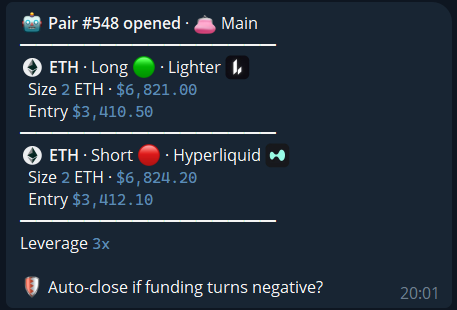 Pair #548 opened · Main
ETH · Long · Lighter
Size 2 ETH · $6,821.00
Entry $3,410.50
ETH · Short · Hyperliquid
Size 2 ETH · $6,824.20
Entry $3,412.10
Leverage 3x
Auto-close if funding turns negative?
20:01